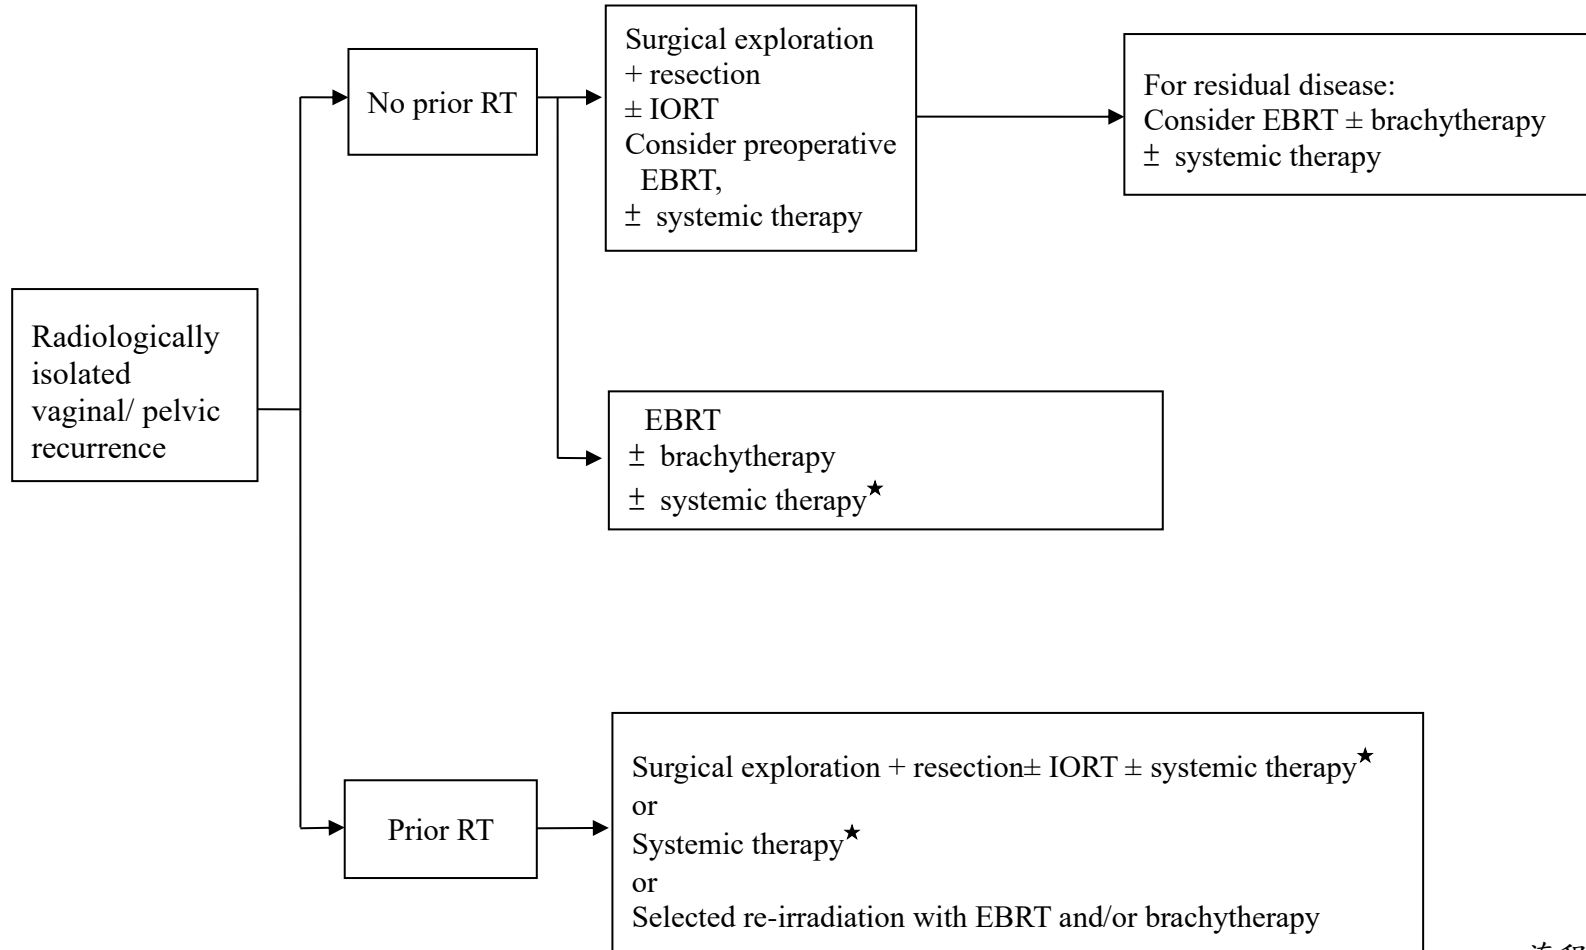 No prior RT
Surgical exploration
+ resection
± IORT
Consider preoperative
EBRT,
± systemic therapy
For residual disease:
Consider EBRT ± brachytherapy
± systemic therapy
Radiologically
isolated
vaginal/ pelvic
recurrence
EBRT
± brachytherapy
± systemic therapy★
Prior RT
Surgical exploration + resection± IORT ± systemic therapy★
or
Systemic therapy★
or
Selected re-irradiation with EBRT and/or brachytherapy